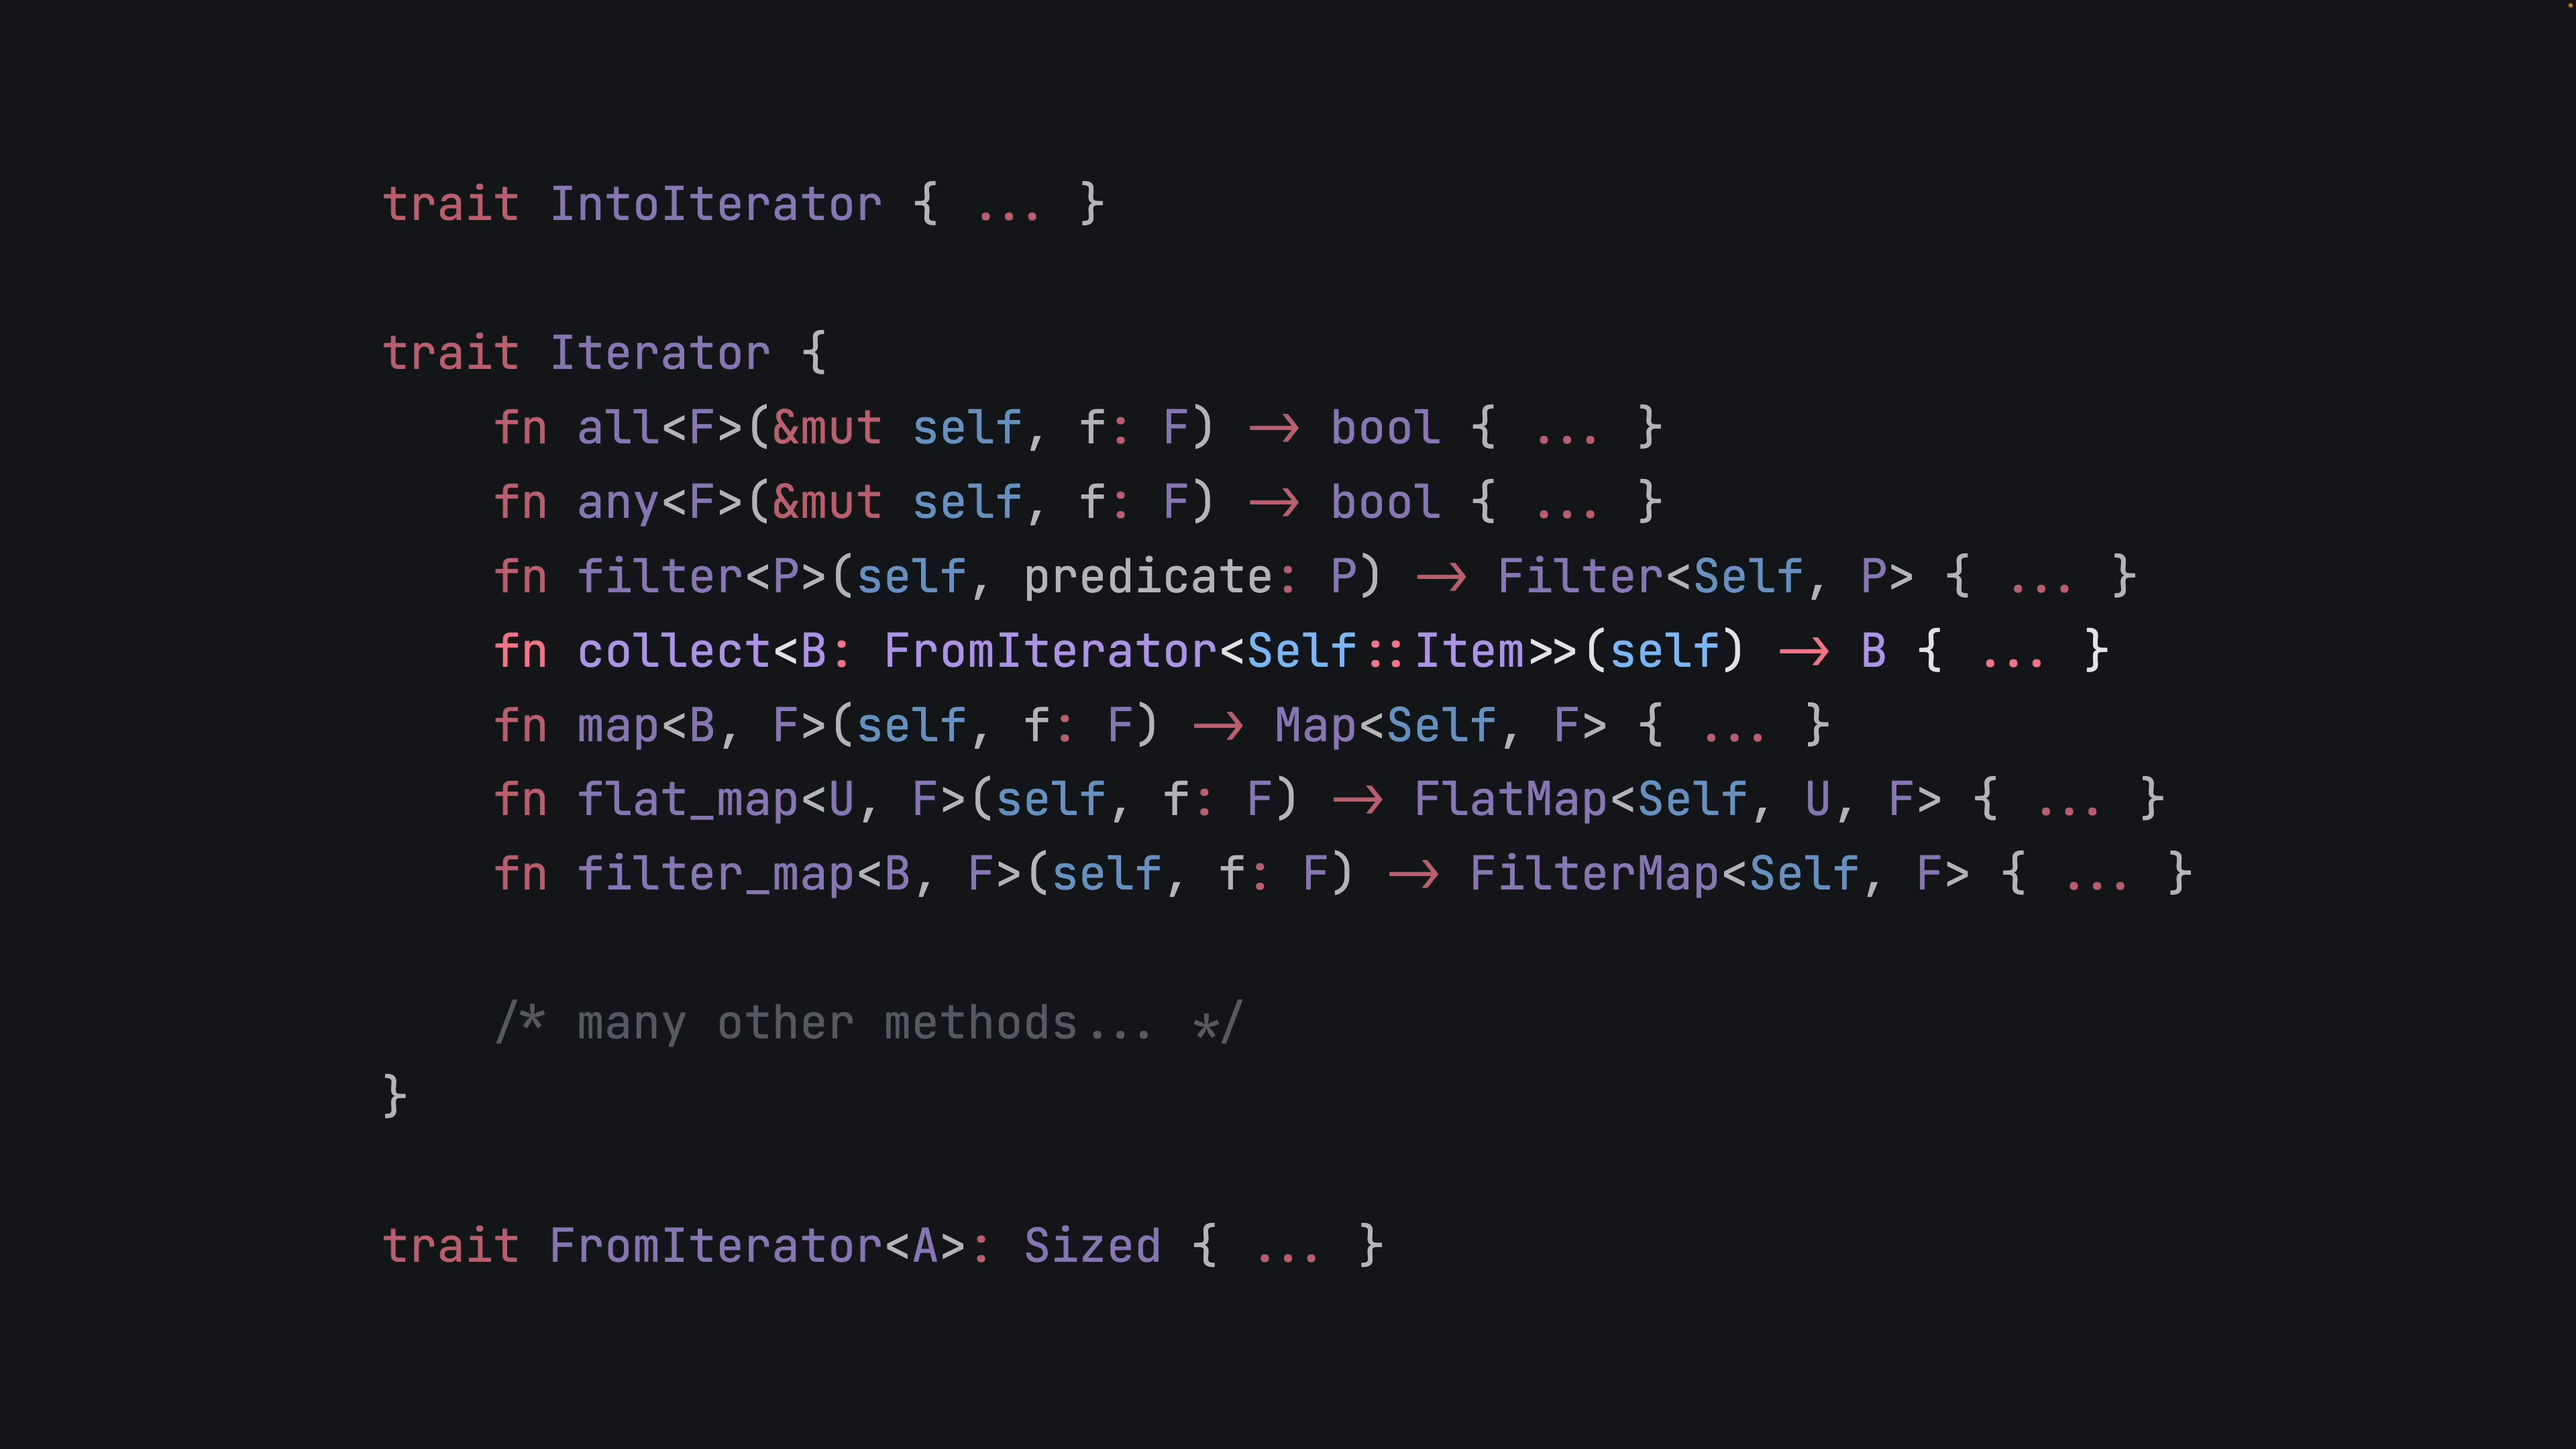 trait IntoIterator { ... }
trait Iterator {
    fn all<F>(&mut self, f: F) -> bool { ... }
    fn any<F>(&mut self, f: F) -> bool { ... }
    fn filter<P>(self, predicate: P) -> Filter<Self, P> { ... }
    fn collect<B: FromIterator<Self::Item>>(self) -> B { ... }
    fn map<B, F>(self, f: F) -> Map<Self, F> { ... }
    fn flat_map<U, F>(self, f: F) -> FlatMap<Self, U, F> { ... }
    fn filter_map<B, F>(self, f: F) -> FilterMap<Self, F> { ... }
    /* many other methods... */
}
trait FromIterator<A>: Sized { ... }